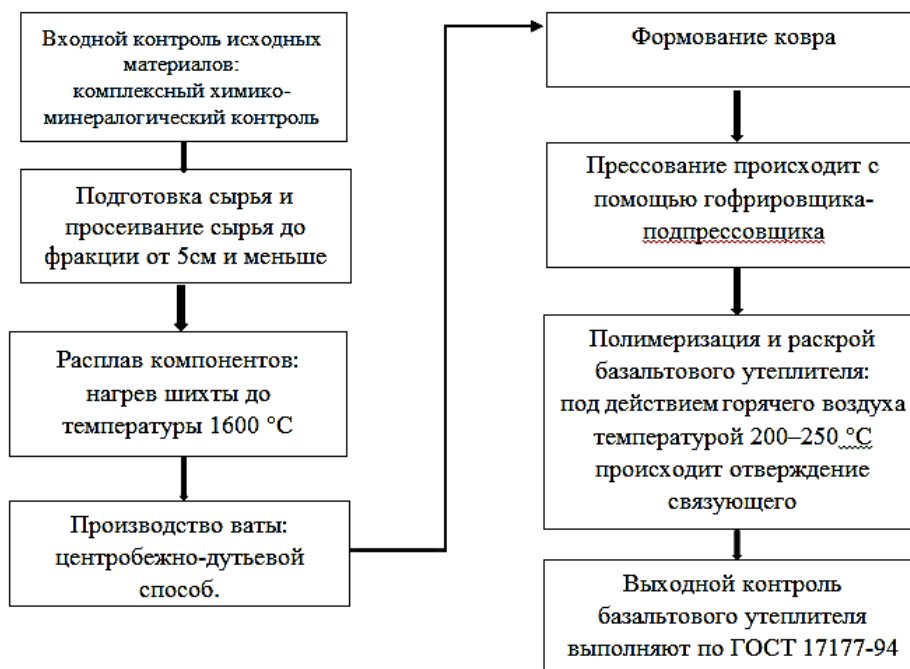 Входной контроль исходных
материалов:
комплексный химико-
минералогический контроль
Подготовка сырья и
просеивание сырья до
фракции от 5см и меньше
Расплав компонентов:
нагрев шихты до
температуры 1600 °С
Производство ваты:
центробежно-дутьевой
способ.
Формование ковра
Прессование происходит с
помощью гофрировщика-
подпрессовщика
Полимеризация и раскрой
базальтового утеплителя:
под действием горячего воздуха
температурой 200–250 °С
происходит отверждение
связующего
Выходной контроль
базальтового утеплителя
выполняют по ГОСТ 17177-94